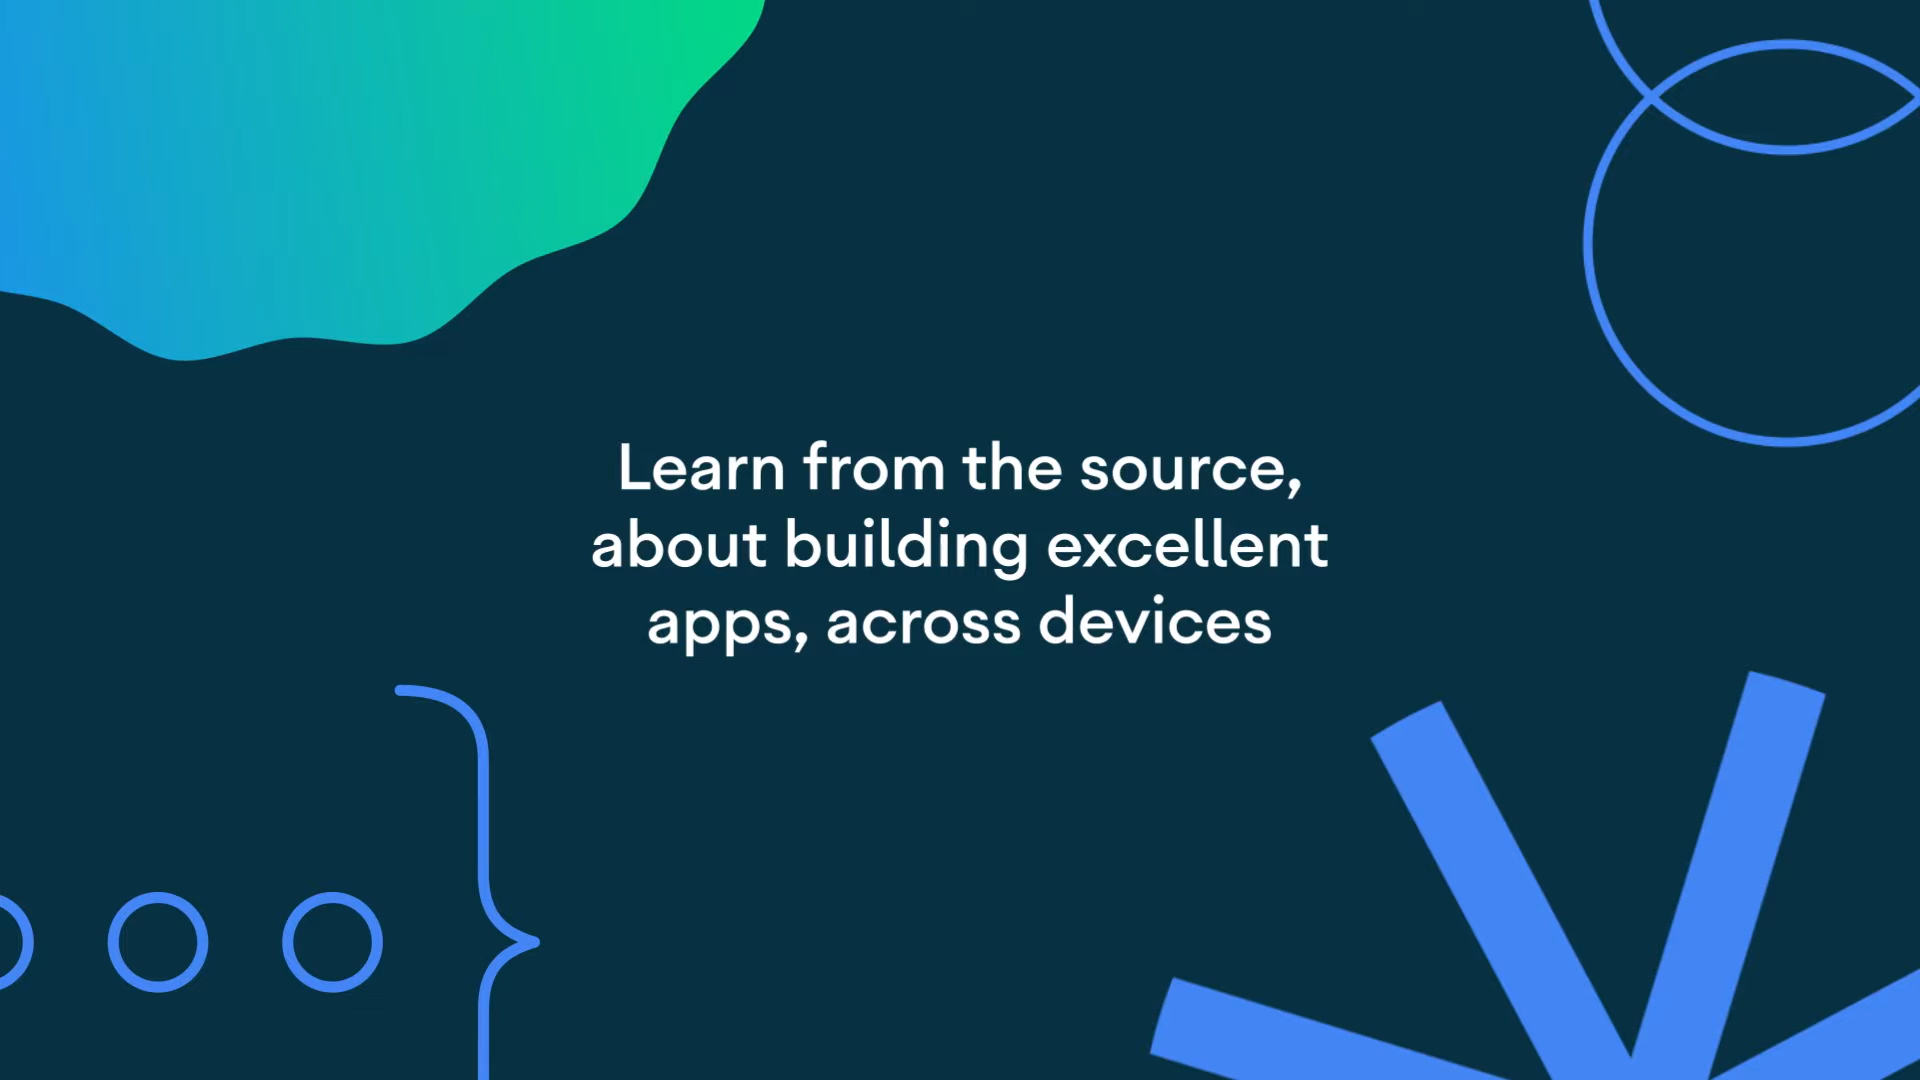 Learn from the source,
about building excellent
apps, across devices